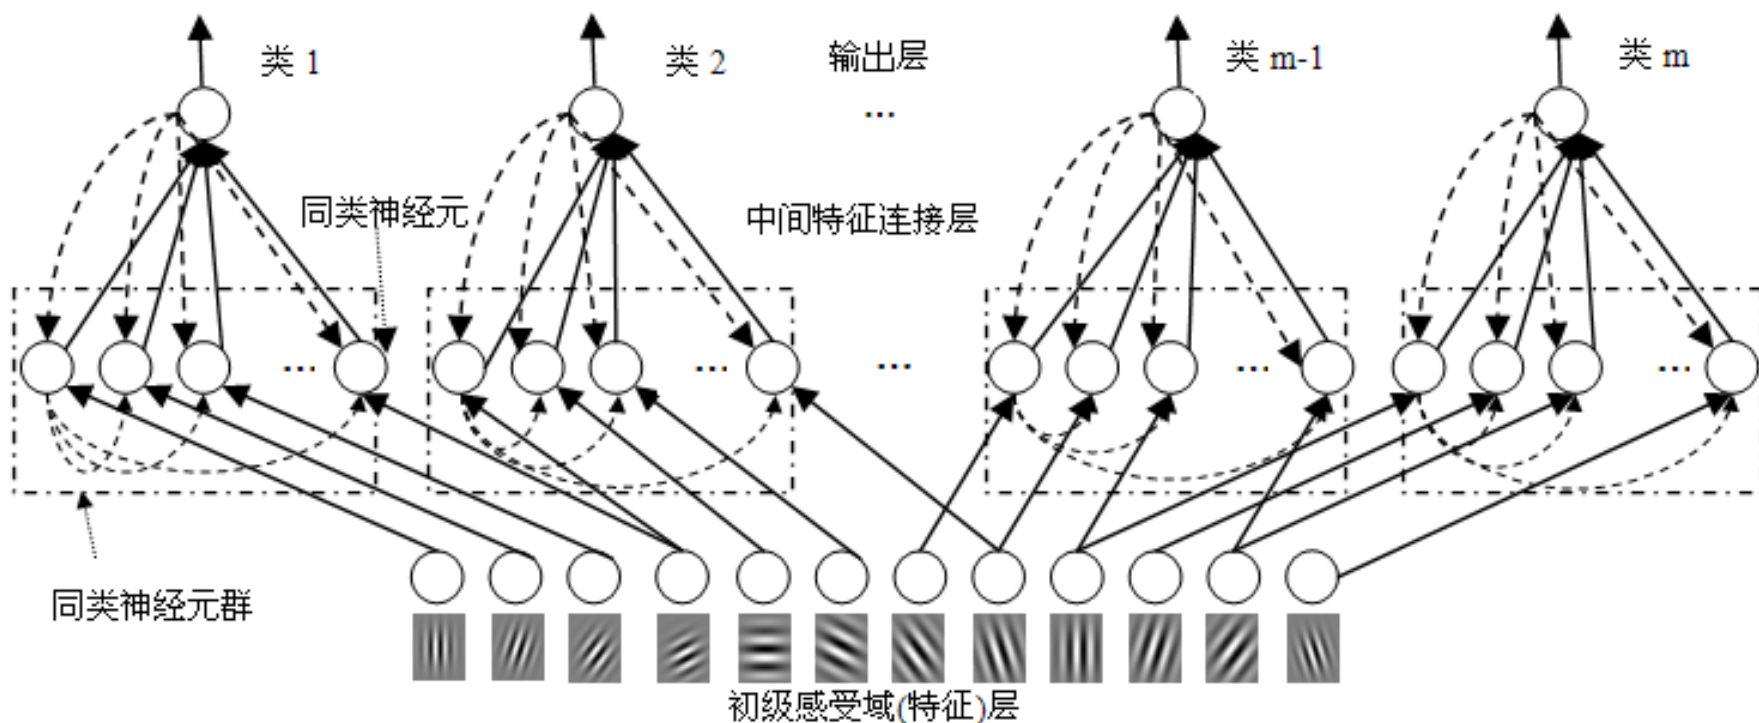 类 1
类 2
输出层
类 m-1
类 m
...
同类神经元
中间特征连接层
...
...
...
...
...
同类神经元群
初级感受域(特征)层